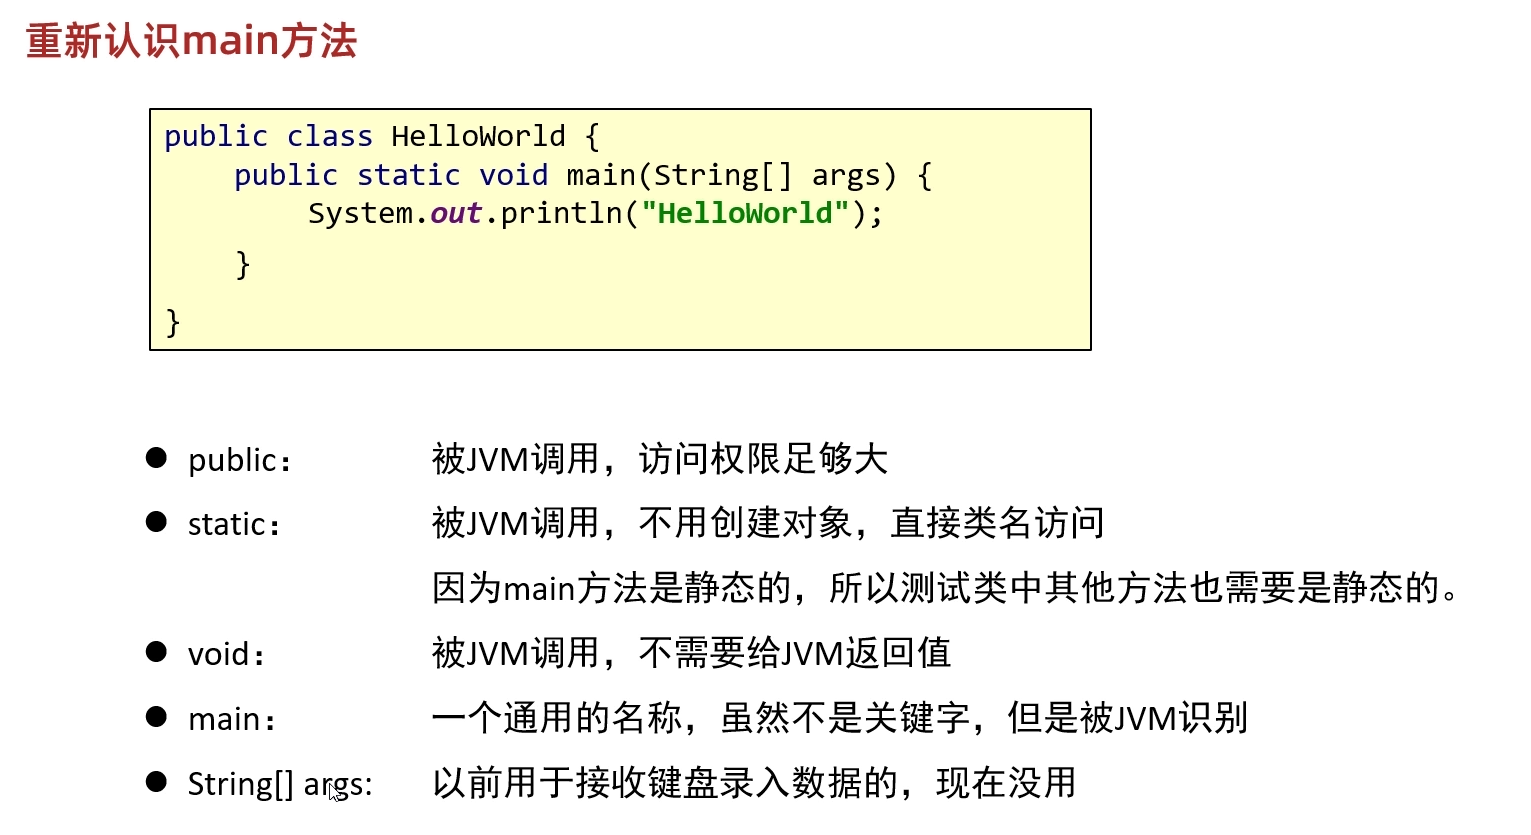 重新认识main方法
public class HelloWorld {
    public static void main(String[] args) {
        System.out.println("HelloWorld");
    }
}
● public： 被JVM调用，访问权限足够大
● static： 被JVM调用，不用创建对象，直接类名访问
因为main方法是静态的，所以测试类中其他方法也需要是静态的。
● void： 被JVM调用，不需要给JVM返回值
● main： 一个通用的名称，虽然不是关键字，但是被JVM识别
● String[] args: 以前用于接收键盘录入数据的，现在没用